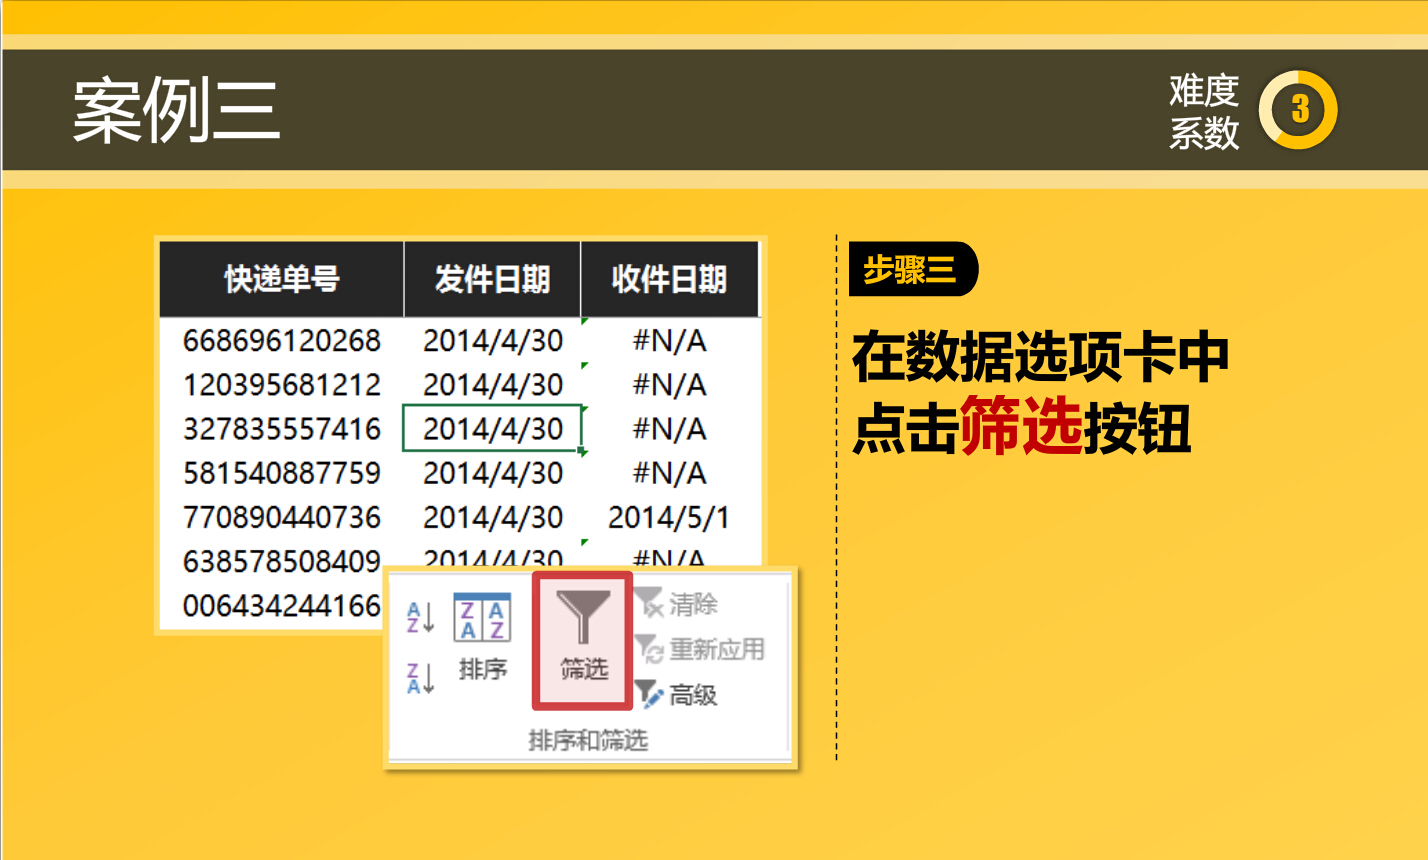 案例三
难度
系数
3
快递单号 发件日期 收件日期
668696120268 2014/4/30 #N/A
120395681212 2014/4/30 #N/A
327835557416 2014/4/30 #N/A
581540887759 2014/4/30 #N/A
770890440736 2014/4/30 2014/5/1
638578508409 2014/4/30 #N/A
006434244166
排序
筛选
清除
重新应用
高级
排序和筛选
步骤三
在数据选项卡中
点击筛选按钮